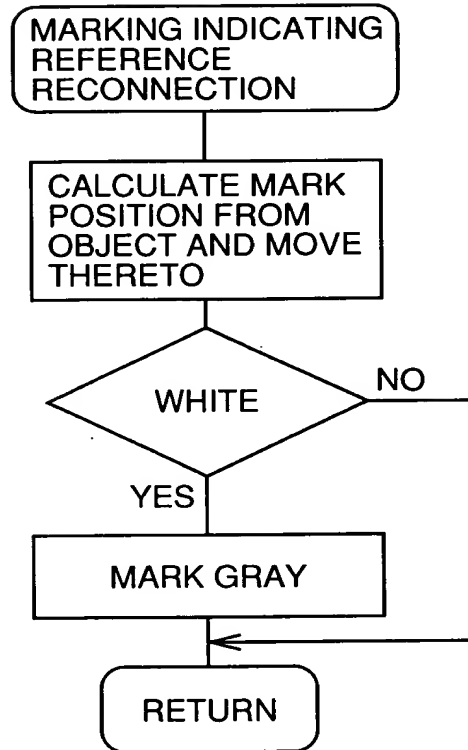 MARKING INDICATING
REFERENCE
RECONNECTION
CALCULATE MARK
POSITION FROM
OBJECT AND MOVE
THERETO
WHITE
NO
YES
MARK GRAY
RETURN